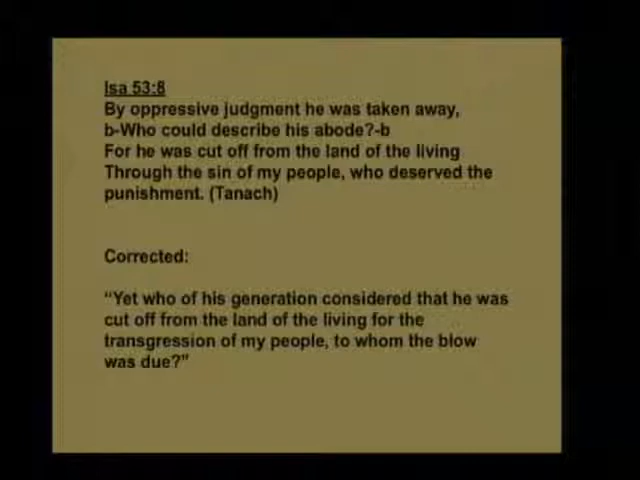 Isa 53:8
By oppressive judgment he was taken away,
b-Who could describe his abode?-b
For he was cut off from the land of the living
Through the sin of my people, who deserved the
punishment. (Tanach)
Corrected:
“Yet who of his generation considered that he was
cut off from the land of the living for the
transgression of my people, to whom the blow
was due?”